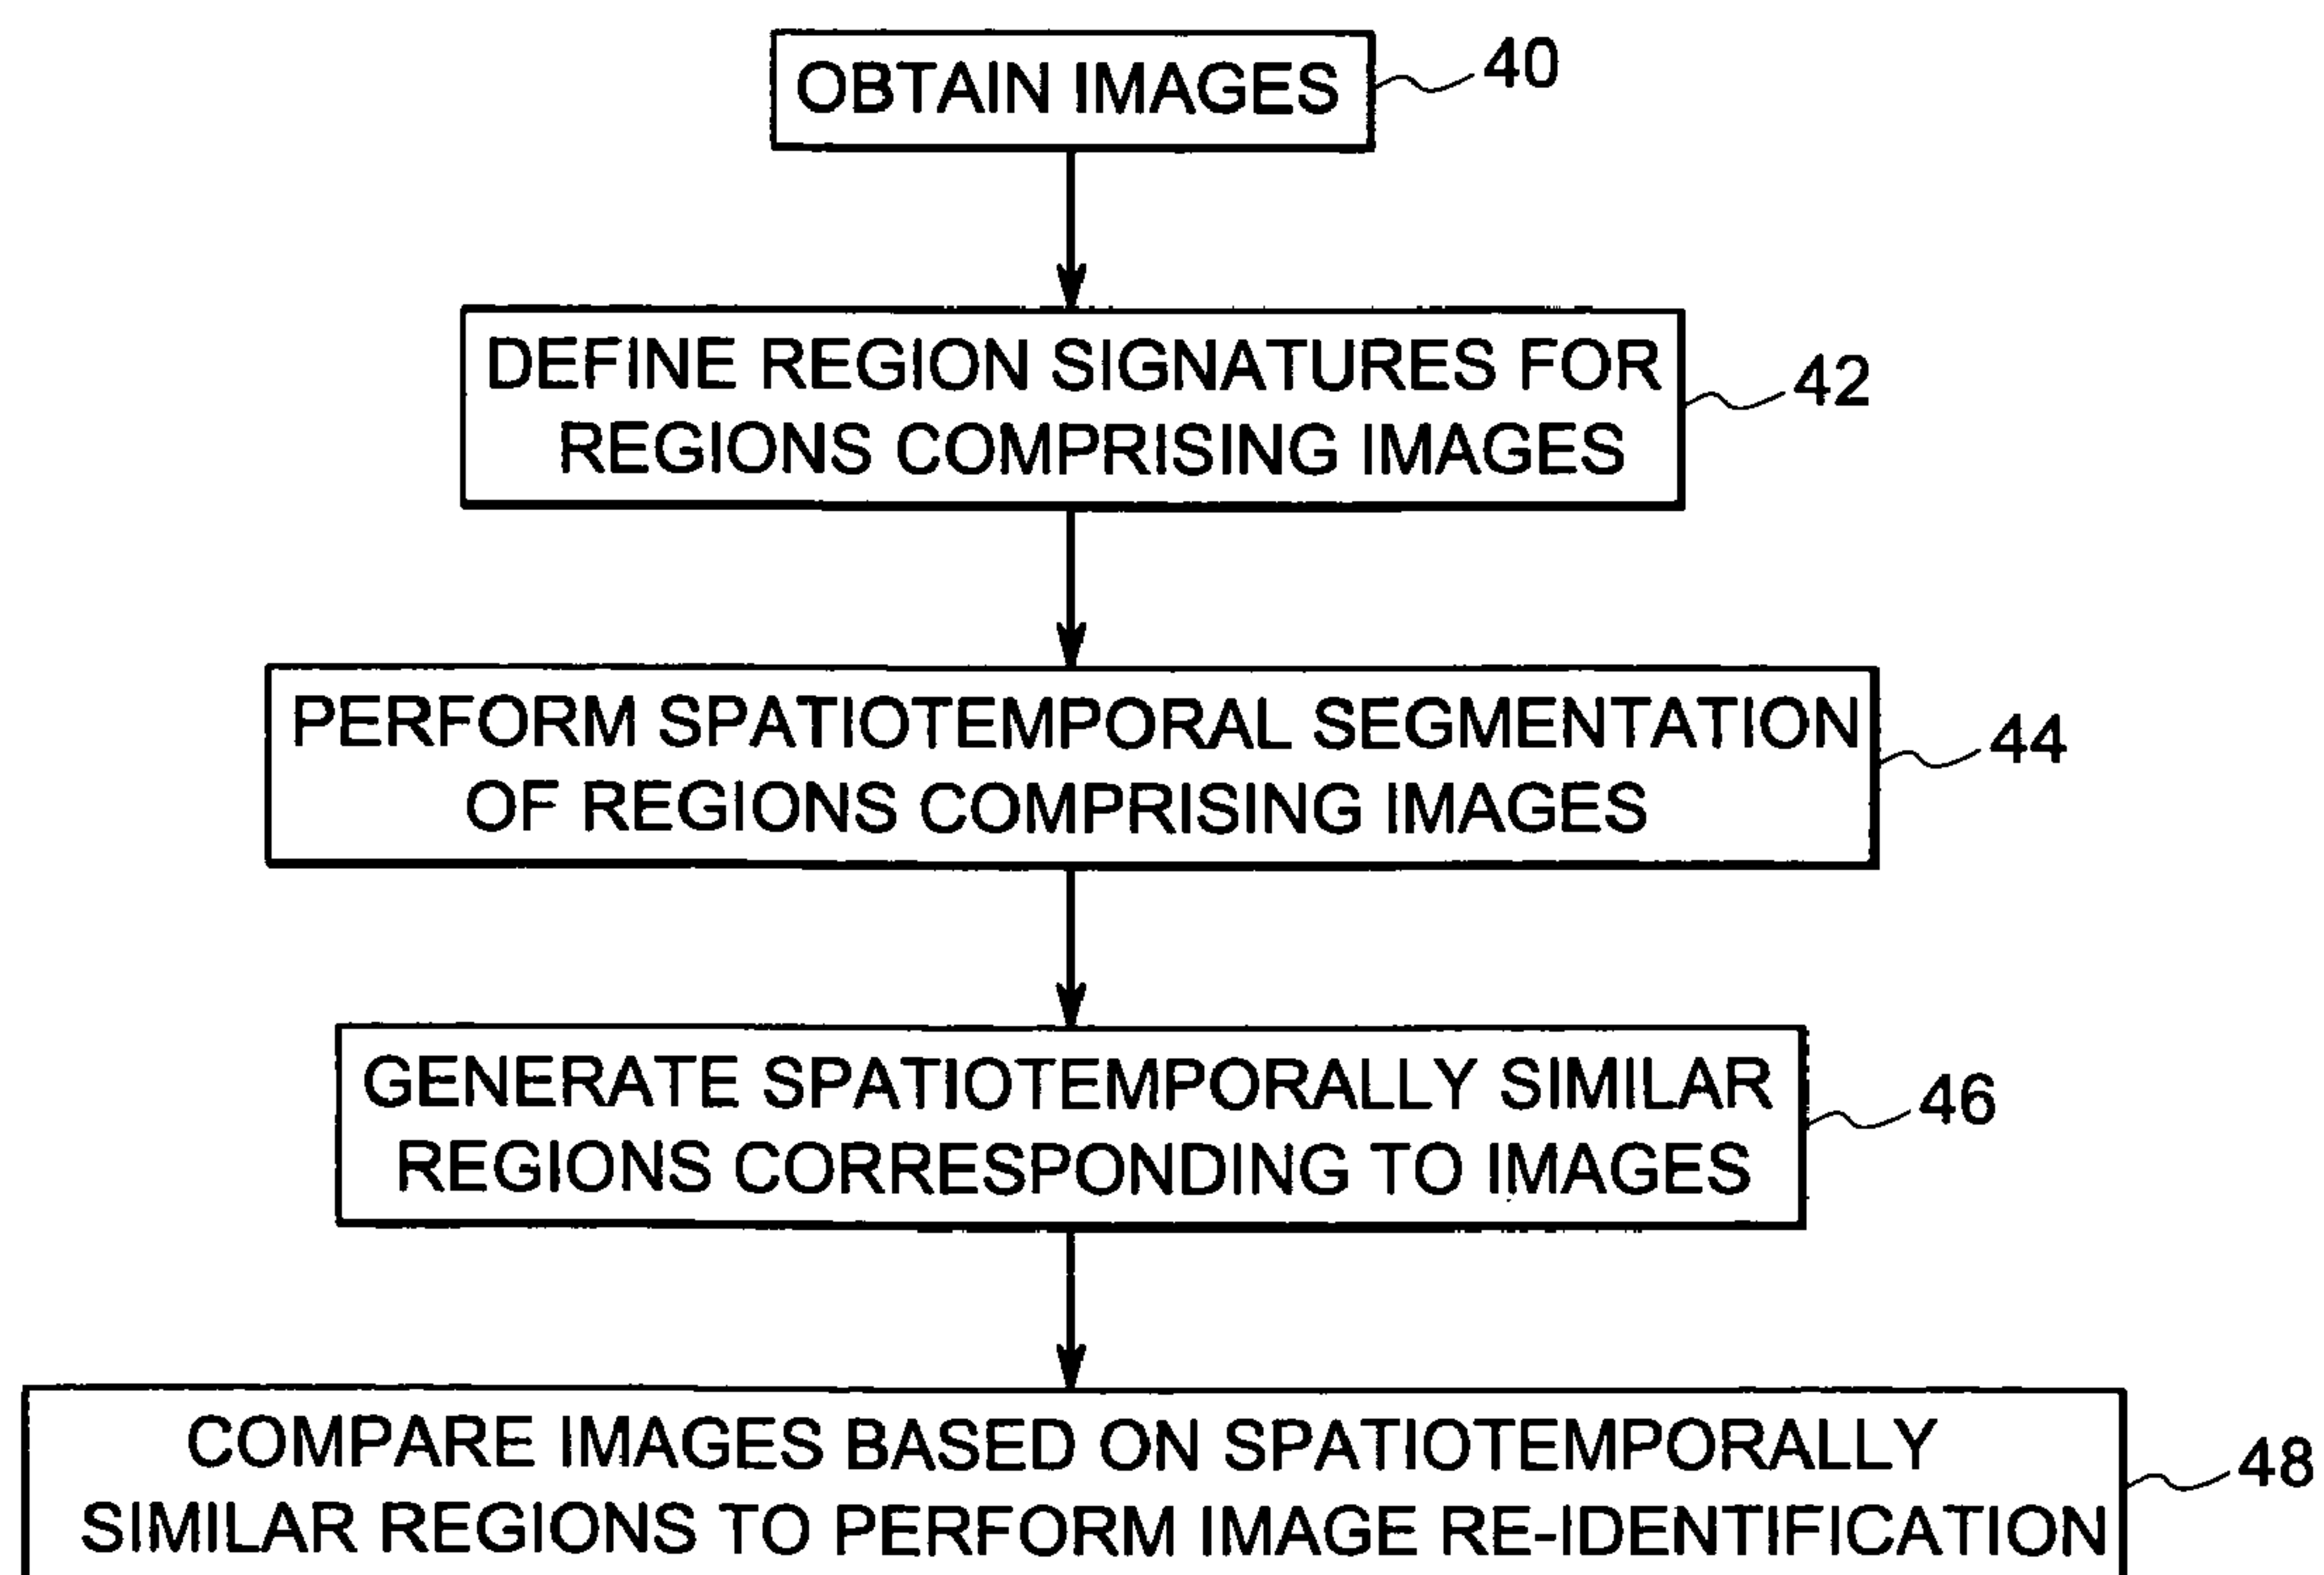 OBTAIN IMAGES
40
DEFINE REGION SIGNATURES FOR
REGIONS COMPRISING IMAGES
42
PERFORM SPATIOTEMPORAL SEGMENTATION
OF REGIONS COMPRISING IMAGES
44
GENERATE SPATIOTEMPORALLY SIMILAR
REGIONS CORRESPONDING TO IMAGES
46
COMPARE IMAGES BASED ON SPATIOTEMPORALLY
SIMILAR REGIONS TO PERFORM IMAGE RE-IDENTIFICATION
48